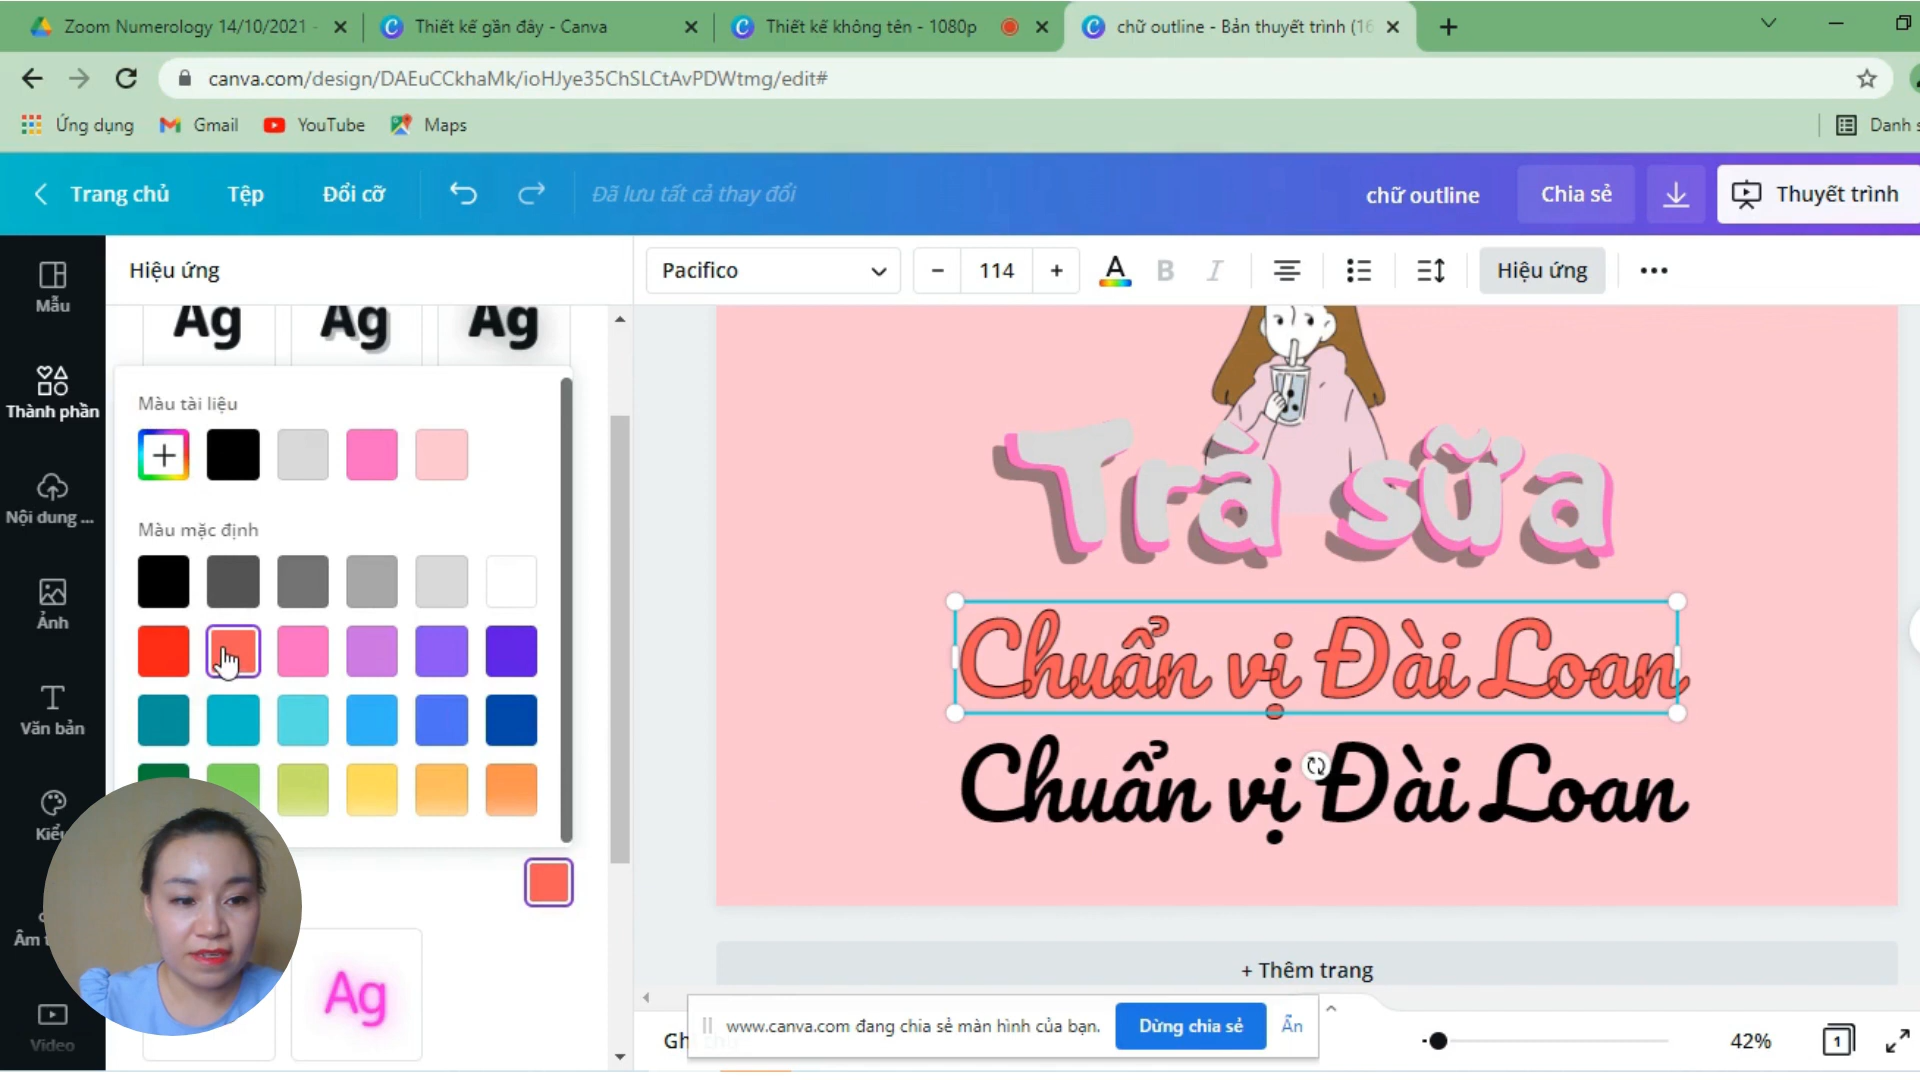 Zoom Numerology 14/10/2021 -
Thiết kế gần đây - Canva
Thiết kế không tên - 1080p
chữ outline - Bản thuyết trình (16
canva.com/design/DAEuCCkhaMk/ioHJye35ChSLCtAvPDWtmg/edit#
Ứng dụng
Gmail
YouTube
Maps
Danh s
Trang chủ
Tệp
Đổi cỡ
Đã lưu tất cả thay đổi
chữ outline
Chia sẻ
Thuyết trình
Mẫu
Thành phần
Nội dung ...
Ảnh
Văn bản
Kiểu
Âm t
Video
Hiệu ứng
Ag
Ag
Ag
Màu tài liệu
Màu mặc định
Ag
Pacifico
114
A
B
I
Hiệu ứng
Trà sữa
Chuẩn vị Đài Loan
Chuẩn vị Đài Loan
+ Thêm trang
www.canva.com đang chia sẻ màn hình của bạn.
Dừng chia sẻ
Ẩn
Gh
42%
1